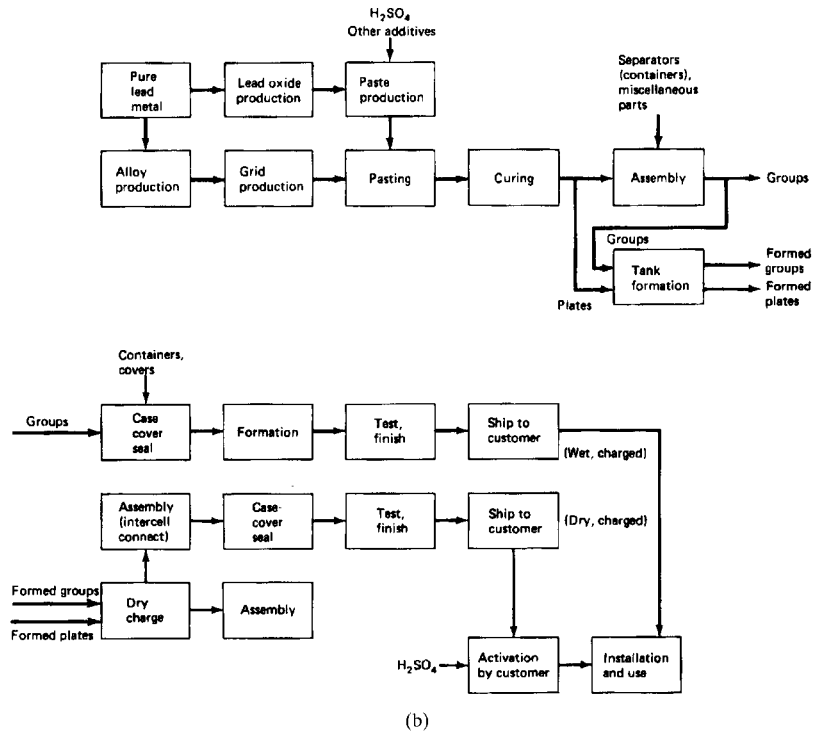 H₂SO₄
Other additives
Pure
lead
metal
Lead oxide
production
Paste
production
Separators
(containers),
miscellaneous
parts
Alloy
production
Grid
production
Pasting
Curing
Assembly
Groups
Groups
Tank
formation
Formed
groups
Formed
plates
Plates
Containers,
covers
Groups
Case
cover
seal
Formation
Test,
finish
Ship to
customer
(Wet, charged)
Assembly
(intercell
connect)
Case-
cover
seal
Test,
finish
Ship to
customer
(Dry, charged)
Formed groups
Formed plates
Dry
charge
Assembly
H₂SO₄
Activation
by customer
Installation
and use
(b)